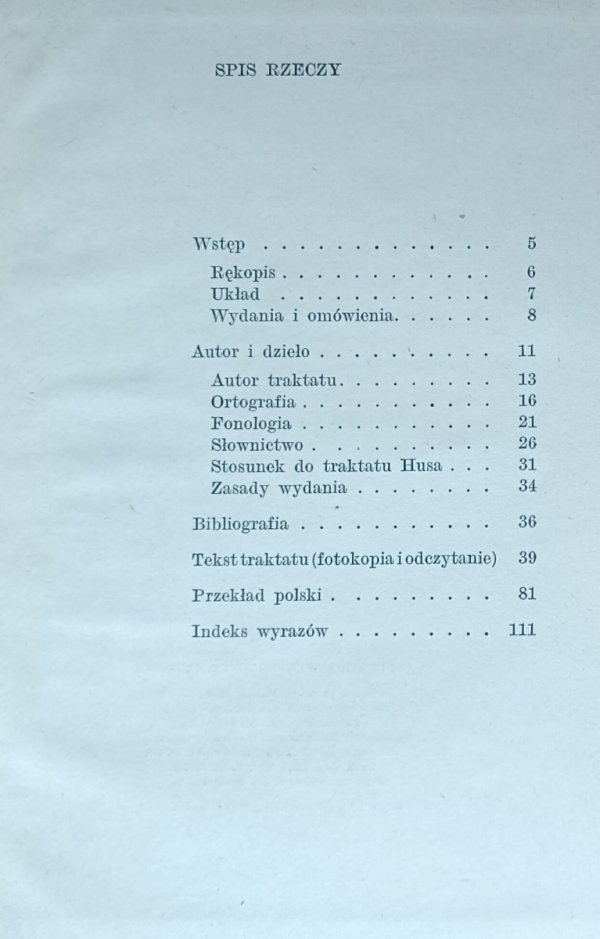 SPIS RZECZY
Wstęp . . . . . . . . . . . . . 5
Rękopis . . . . . . . . . . . . 6
Układ . . . . . . . . . . . . 7
Wydania i omówienia. . . . . . 8
Autor i dzieło . . . . . . . . . . 11
Autor traktatu. . . . . . . . . 13
Ortografia . . . . . . . . . . . 16
Fonologia . . . . . . . . . . . 21
Słownictwo . . . . . . . . . . 26
Stosunek do traktatu Husa . . . 31
Zasady wydania . . . . . . . . 34
Bibliografia . . . . . . . . . . . 36
Tekst traktatu (fotokopia i odczytanie) 39
Przekład polski . . . . . . . . . 81
Indeks wyrazów . . . . . . . . . 111